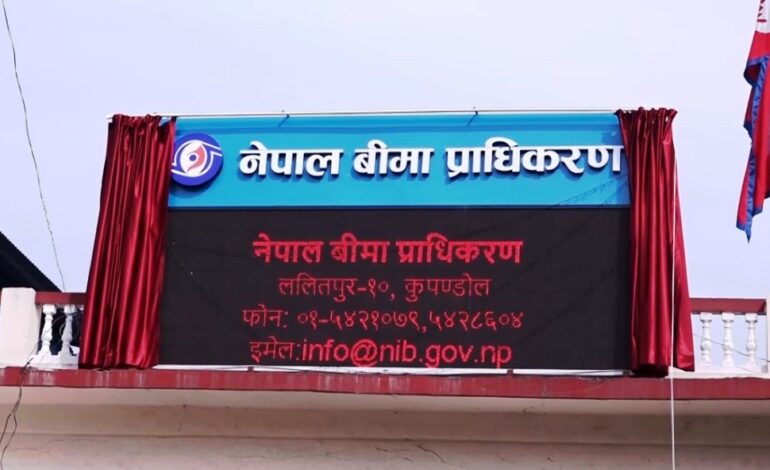 नेपाल बीमा प्राधिकरण
नेपाल बीमा प्राधिकरण
ललितपुर-१०, कुपण्डोल
फोन: ०१-५४२१०७९,५४२८६०४
इमेल:info@nib.gov.np